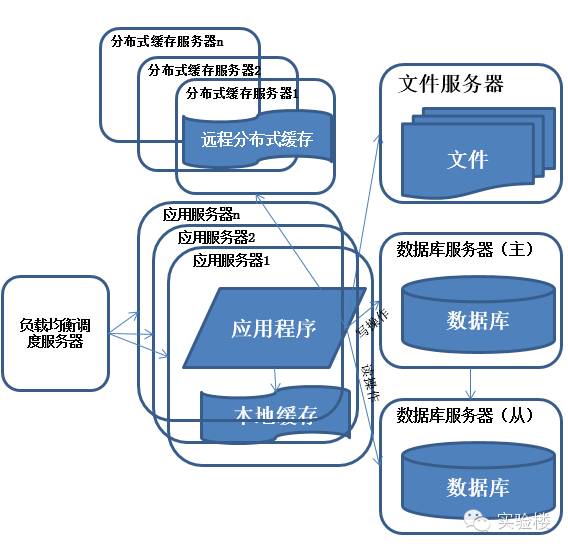 分布式缓存服务器n
分布式缓存服务器2
分布式缓存服务器1
远程分布式缓存
文件服务器
文件
应用服务器n
应用服务器2
应用服务器1
应用程序
本地缓存
负载均衡调
度服务器
写操作
读操作
数据库服务器（主）
数据库
数据库服务器（从）
数据库
实验楼